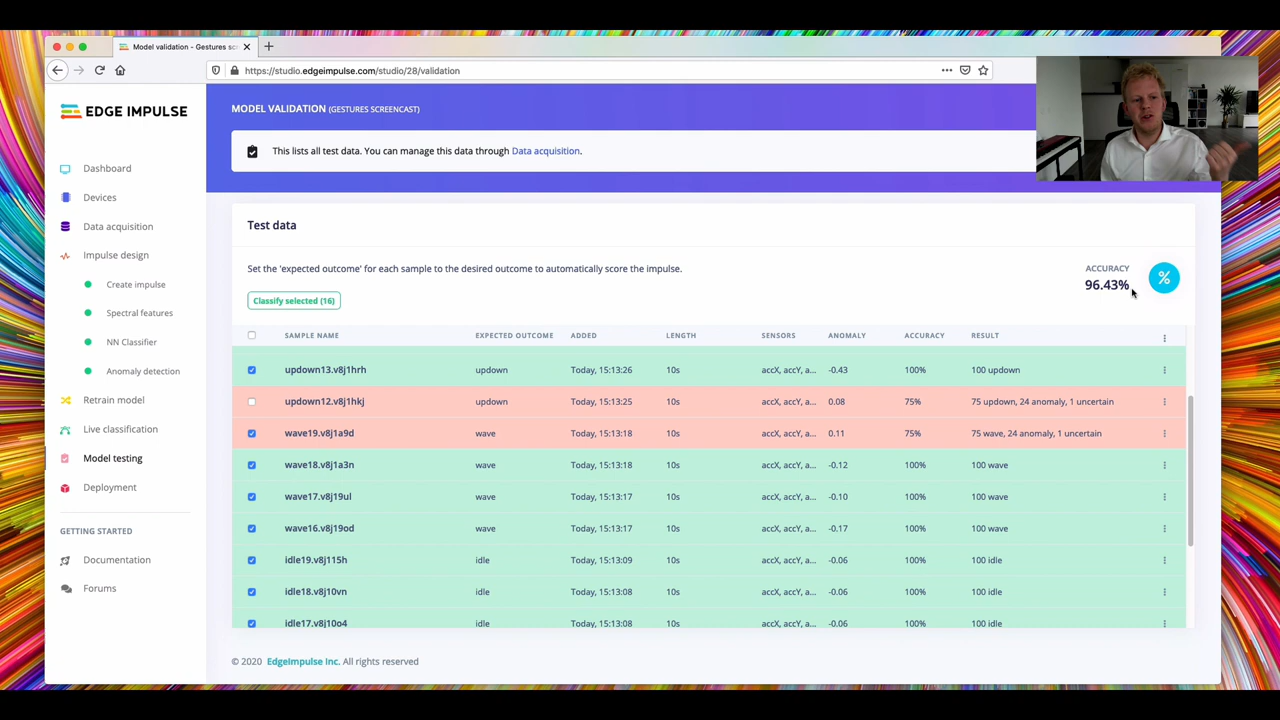 Model validation - Gestures sc
https://studio.edgeimpulse.com/studio/28/validation
EDGE IMPULSE
Dashboard
Devices
Data acquisition
Impulse design
Create impulse
Spectral features
NN Classifier
Anomaly detection
Retrain model
Live classification
Model testing
Deployment
GETTING STARTED
Documentation
Forums
MODEL VALIDATION (GESTURES SCREENCAST)
This lists all test data. You can manage this data through Data acquisition.
Test data
Set the 'expected outcome' for each sample to the desired outcome to automatically score the impulse.
ACCURACY
96.43%
%
Classify selected (16)
SAMPLE NAME EXPECTED OUTCOME ADDED LENGTH SENSORS ANOMALY ACCURACY RESULT
updown13.v8j1hrh updown Today, 15:13:26 10s accX, accY, a... -0.43 100% 100 updown
updown12.v8j1hkj updown Today, 15:13:25 10s accX, accY, a... 0.08 75% 75 updown, 24 anomaly, 1 uncertain
wave19.v8j1a9d wave Today, 15:13:18 10s accX, accY, a... 0.11 75% 75 wave, 24 anomaly, 1 uncertain
wave18.v8j1a3n wave Today, 15:13:18 10s accX, accY, a... -0.12 100% 100 wave
wave17.v8j19ul wave Today, 15:13:17 10s accX, accY, a... -0.10 100% 100 wave
wave16.v8j19od wave Today, 15:13:17 10s accX, accY, a... -0.17 100% 100 wave
idle19.v8j115h idle Today, 15:13:09 10s accX, accY, a... -0.06 100% 100 idle
idle18.v8j10vn idle Today, 15:13:08 10s accX, accY, a... -0.06 100% 100 idle
idle17.v8j10o4 idle Today, 15:13:08 10s accX, accY, a... -0.06 100% 100 idle
© 2020 EdgeImpulse Inc. All rights reserved